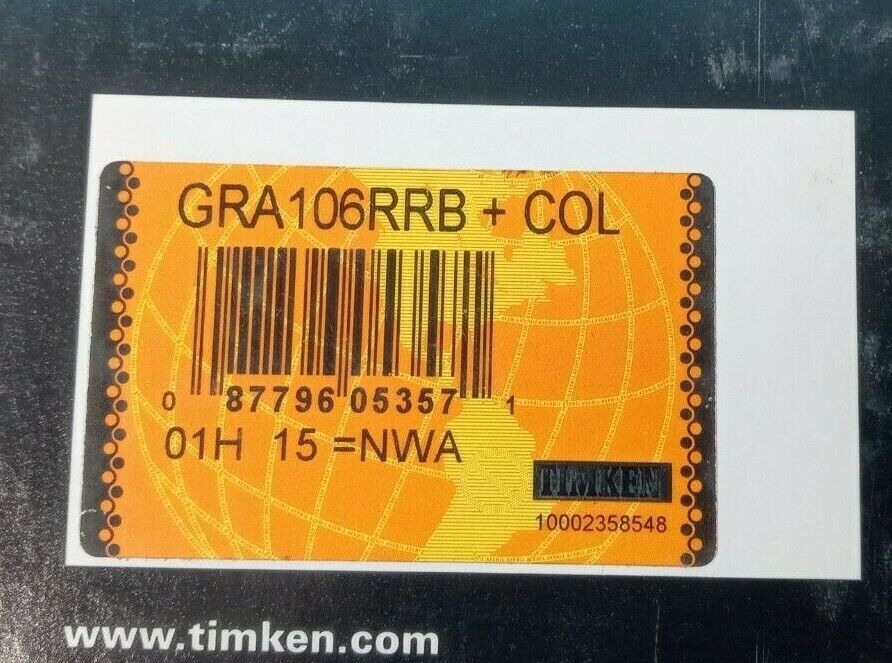 GRA106RRB + COL
0 87796 05357 1
01H 15 =NWA
TIMKEN
10002358548
www.timken.com